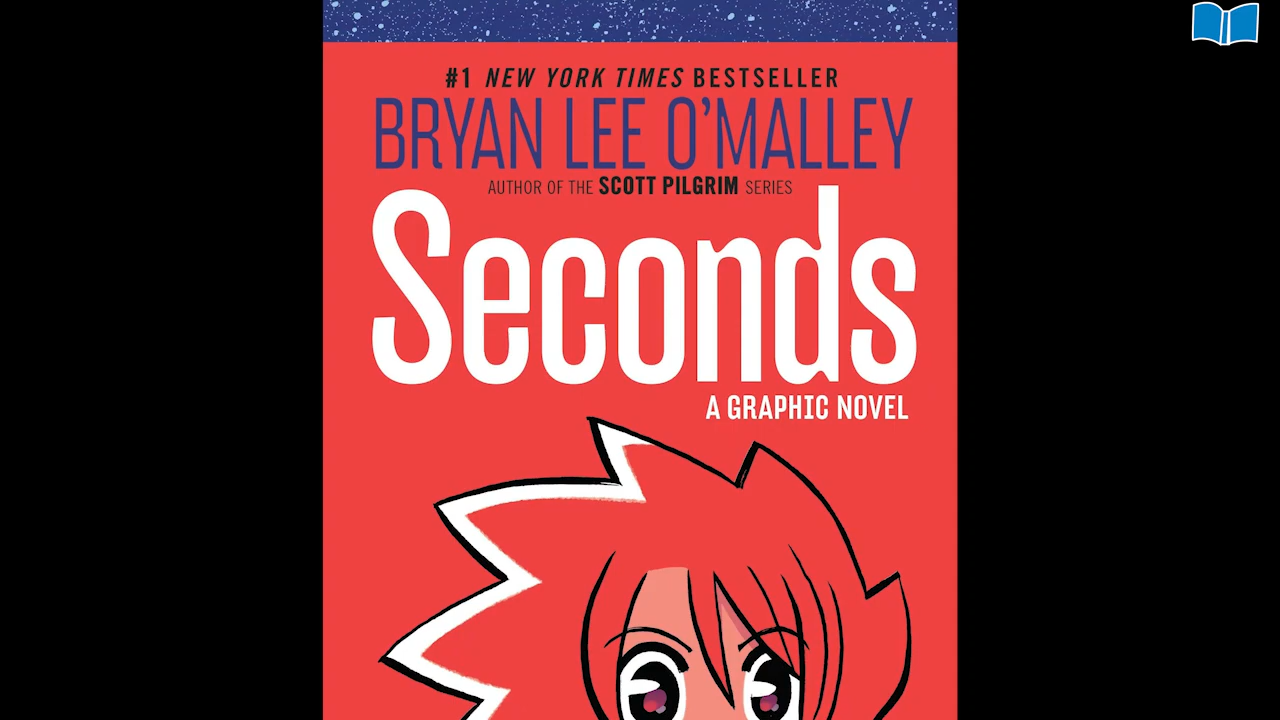 #1 NEW YORK TIMES BESTSELLER
BRYAN LEE O'MALLEY
AUTHOR OF THE SCOTT PILGRIM SERIES
Seconds
A GRAPHIC NOVEL